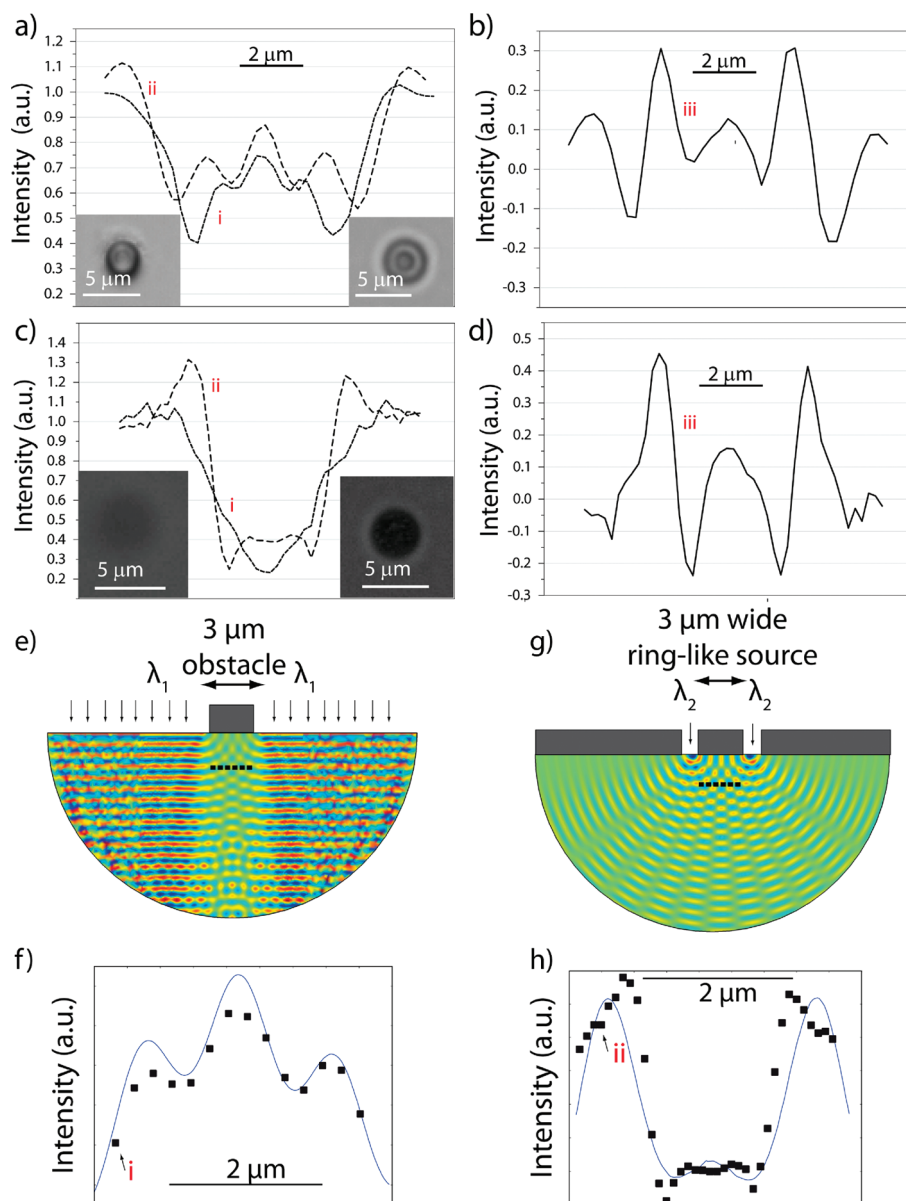 a)
Intensity (a.u.)
1.2
1.1
1.0
0.9
0.8
0.7
0.6
0.5
0.4
0.3
0.2
2 μm
ii
i
5 μm
5 μm
b)
Intensity (a.u.)
0.3
0.2
0.1
0.0
-0.1
-0.2
-0.3
2 μm
iii
c)
Intensity (a.u.)
1.4
1.3
1.2
1.1
1.0
0.9
0.8
0.7
0.6
0.5
0.4
0.3
0.2
ii
i
5 μm
5 μm
d)
Intensity (a.u.)
0.5
0.4
0.3
0.2
0.1
0.0
-0.1
-0.2
-0.3
2 μm
iii
e)
3 μm
obstacle
λ1 λ1
g)
3 μm wide
ring-like source
λ2 λ2
f)
Intensity (a.u.)
i
2 μm
h)
Intensity (a.u.)
2 μm
ii